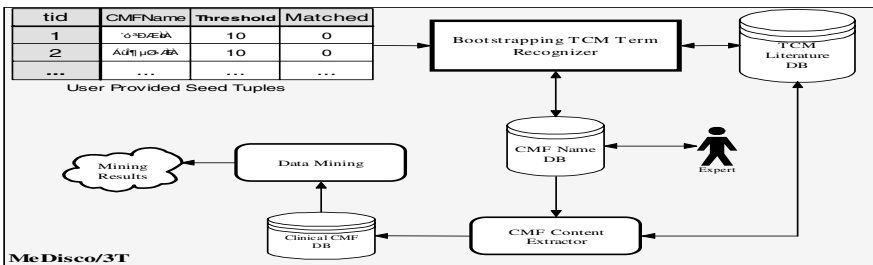 tid CMFName Threshold Matched
1 10 0
2 10 0
... ... ... ...
User Provided Seed Tuples
Bootstrapping TCM Term
Recognizer
TCM
Literature
DB
CMF Name
DB
Expert
Data Mining
Mining
Results
Clinical CMF
DB
CMF Content
Extractor
MeDisco/3T